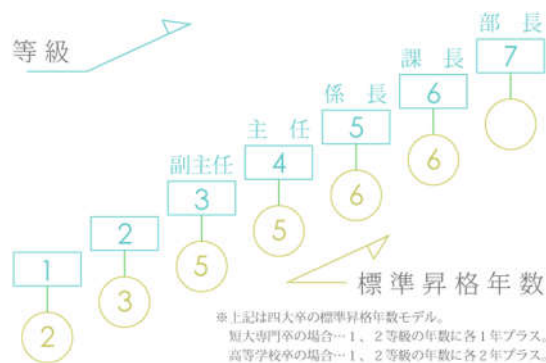 等級
部長
7
課長
6
係長
5
6
主任
4
6
副主任
3
5
2
5
1
3
2
標準昇格年数
※上記は四大卒の標準昇格年数モデル。
短大専門卒の場合…1、2等級の年数に各1年プラス。
高等学校卒の場合…1、2等級の年数に各2年プラス。